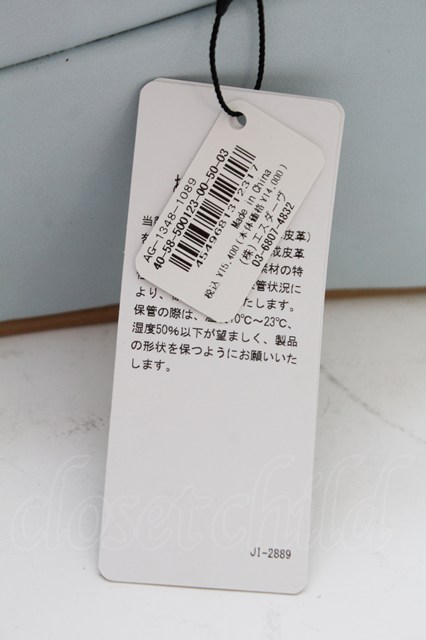 AG-1348-1089
40-58-500123-00-50-03
4549681312317
Made in China
税込 ¥15,400(本体価格 ¥14,000)
(株)エスダーヴ
03-6807-4832
当
皮革)
成皮革
素材の特
管状況に
より、
たします。
保管の際は、
0℃~23℃、
湿度50%以下が望ましく、製品
の形状を保つようにお願いいた
します。
JI-2889
closet child